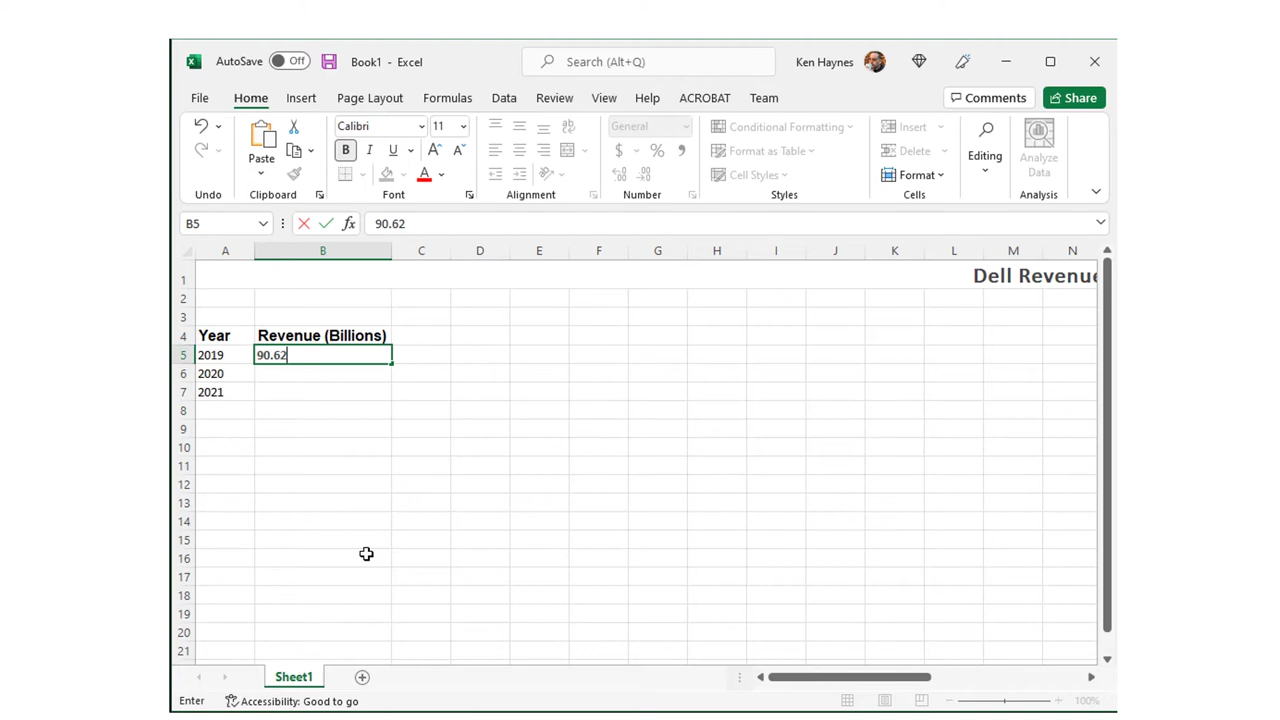 AutoSave Off Book1 - Excel Search (Alt+Q) Ken Haynes
File Home Insert Page Layout Formulas Data Review View Help ACROBAT Team Comments Share
Calibri 11 General Conditional Formatting Insert
Paste B I U A A $ % Format as Table Delete Editing Analyze Data
A Cell Styles Format
Undo Clipboard Font Alignment Number Styles Cells Analysis
B5 fx 90.62
A B C D E F G H I J K L M N
1 Dell Revenue
2
3
4 Year Revenue (Billions)
5 2019 90.62
6 2020
7 2021
8
9
10
11
12
13
14
15
16
17
18
19
20
21
Sheet1
Enter Accessibility: Good to go 100%